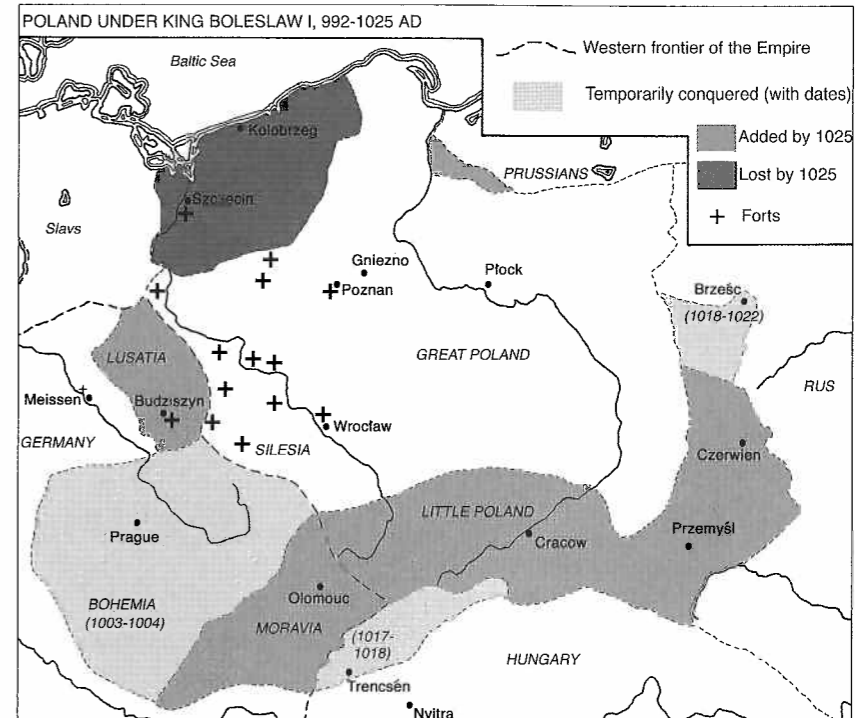 POLAND UNDER KING BOLESLAW I, 992-1025 AD
Western frontier of the Empire
Temporarily conquered (with dates)
Added by 1025
Lost by 1025
Forts
Baltic Sea
Kolobrzeg
PRUSSIANS
Szczecin
Slavs
Gniezno
Poznan
Płock
Brześc
(1018-1022)
LUSATIA
GREAT POLAND
RUS
Meissen
Budziszyn
Wrocław
GERMANY
SILESIA
Czerwien
LITTLE POLAND
Prague
Cracow
Przemyśl
Olomouc
BOHEMIA
(1003-1004)
MORAVIA
(1017-
1018)
HUNGARY
Trencsén
Nyitra